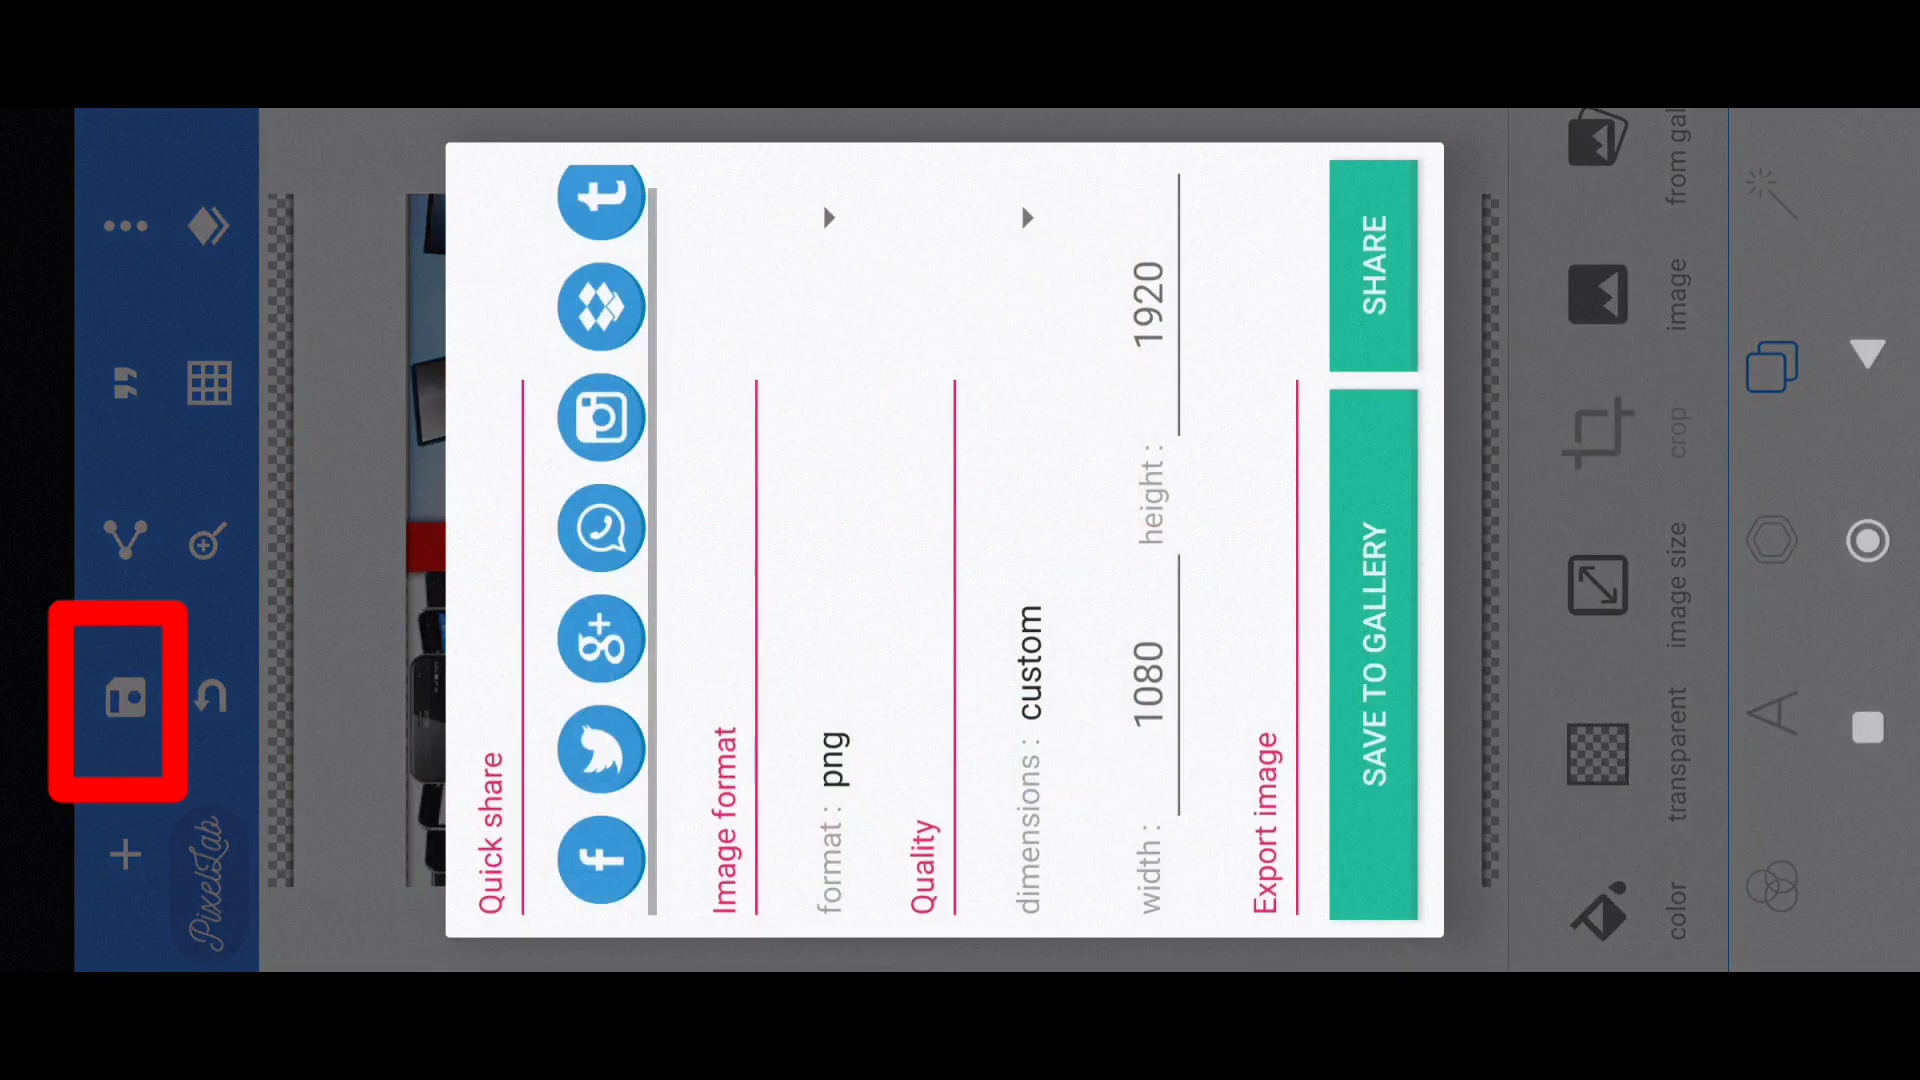 PixelLab
Quick share
Image format
format : png
Quality
dimensions : custom
width : 1080 height : 1920
Export image
SAVE TO GALLERY SHARE
color transparent image size crop image from gal